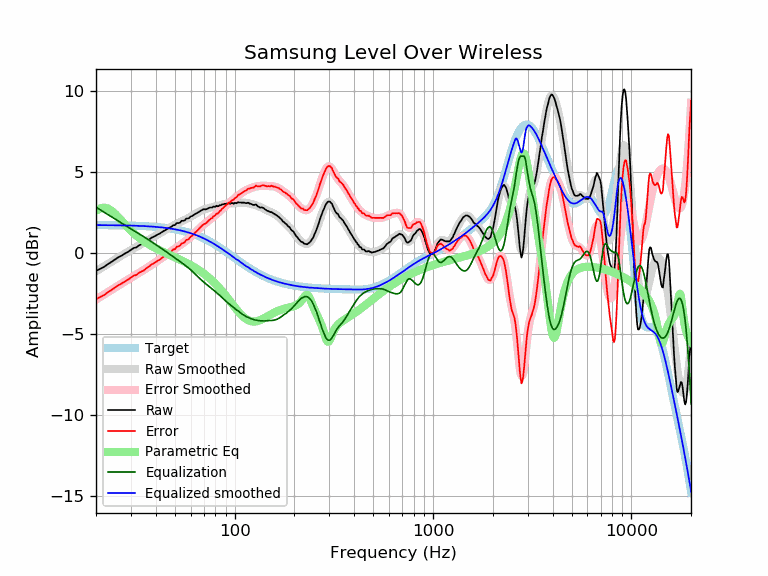 Samsung Level Over Wireless
10
5
0
−5
−10
−15
Amplitude (dBr)
Target
Raw Smoothed
Error Smoothed
Raw
Error
Parametric Eq
Equalization
Equalized smoothed
100
1000
10000
Frequency (Hz)